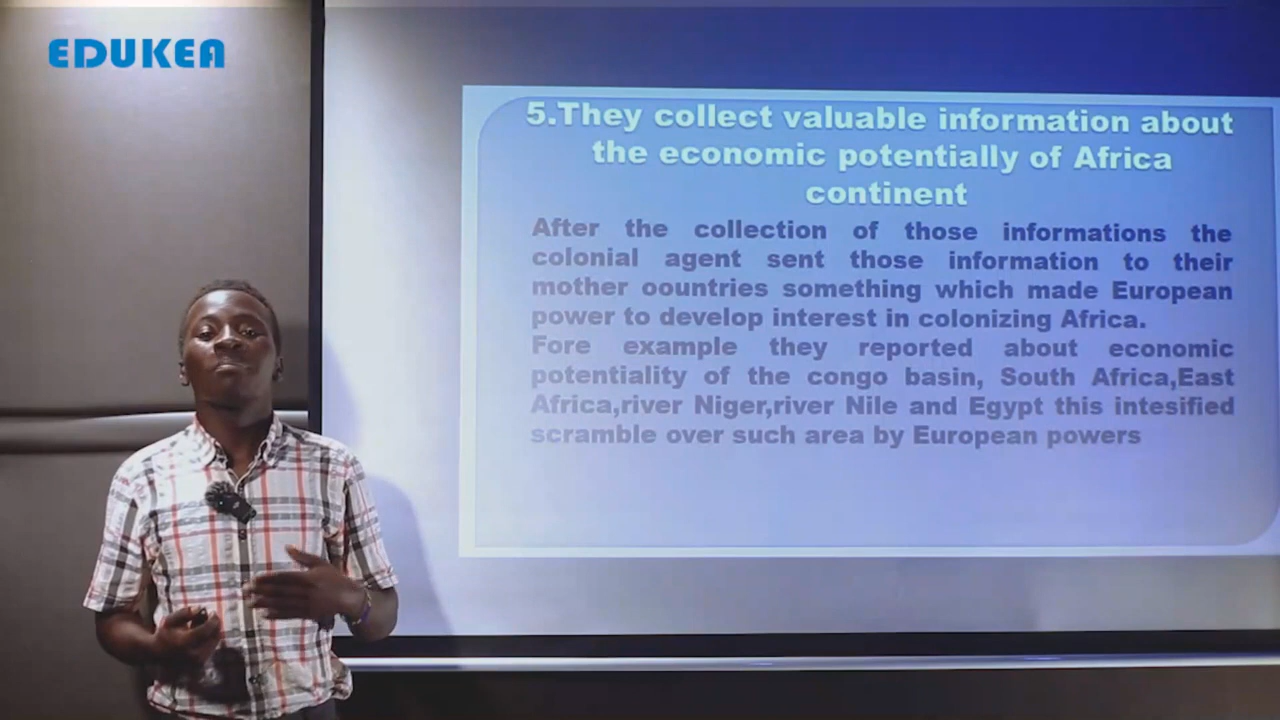 EDUKEA
5.They collect valuable information about
the economic potentially of Africa
continent
After the collection of those informations the
colonial agent sent those information to their
mother oountries something which made European
power to develop interest in colonizing Africa.
Fore example they reported about economic
potentiality of the congo basin, South Africa,East
Africa,river Niger,river Nile and Egypt this intesified
scramble over such area by European powers